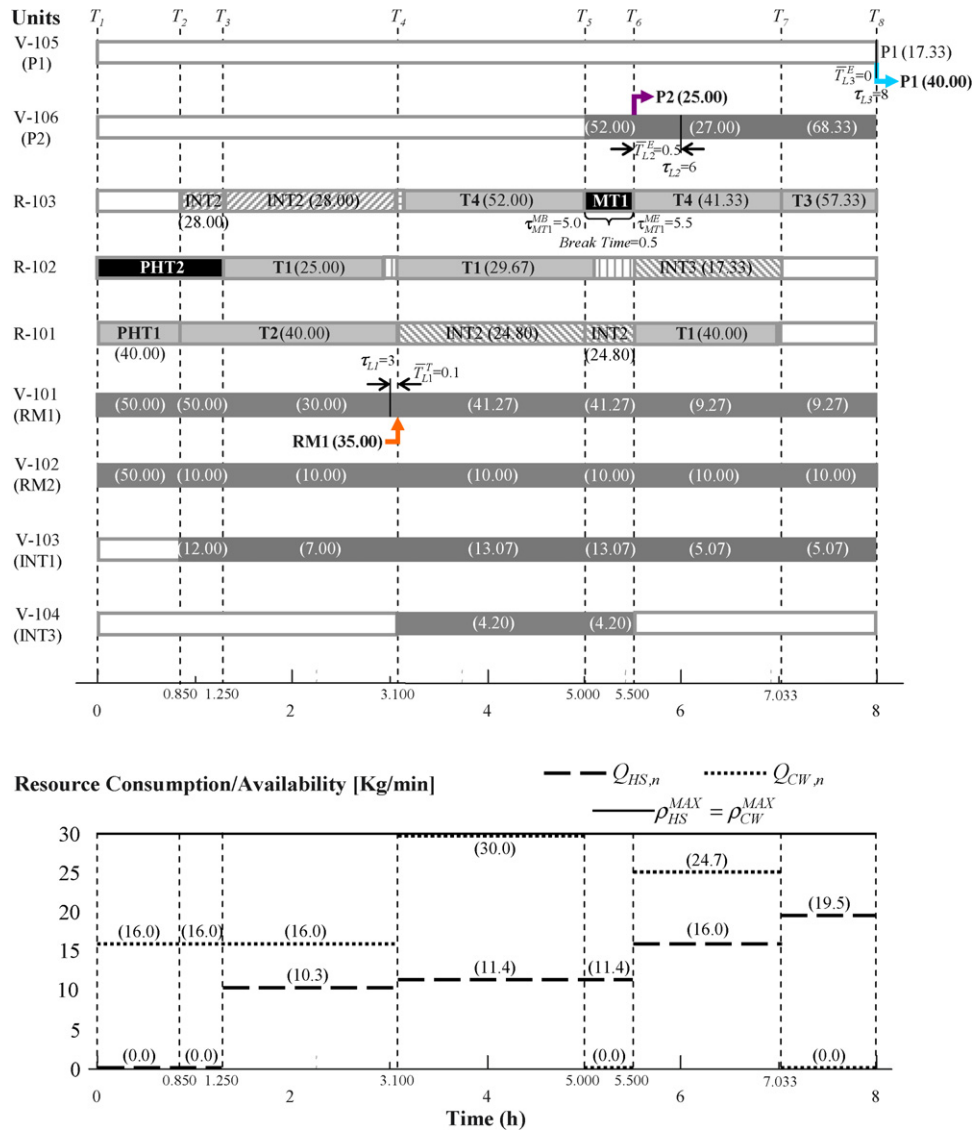 Units T1 T2 T3 T4 T5 T6 T7 T8
V-105
(P1)
P1 (17.33)
T̅ᴱL3=0
P1 (40.00)
τL3=8
V-106
(P2)
P2 (25.00)
(52.00) (27.00) (68.33)
T̅ᴱL2=0.5
τL2=6
R-103
INT2 INT2 (28.00) T4 (52.00) MT1 T4 (41.33) T3 (57.33)
(28.00)
τᴹᴮMT1=5.0 τᴹᴱMT1=5.5
Break Time=0.5
R-102
PHT2 T1 (25.00) T1 (29.67) INT3 (17.33)
R-101
PHT1 T2 (40.00) INT2 (24.80) INT2 T1 (40.00)
(40.00) (24.80)
τL1=3
T̅ᵀL1=0.1
V-101
(RM1)
(50.00) (50.00) (30.00) (41.27) (41.27) (9.27) (9.27)
RM1 (35.00)
V-102
(RM2)
(50.00) (10.00) (10.00) (10.00) (10.00) (10.00) (10.00)
V-103
(INT1)
(12.00) (7.00) (13.07) (13.07) (5.07) (5.07)
V-104
(INT3)
(4.20) (4.20)
0.850 1.250 3.100 5.000 5.500 7.033
0 2 4 6 8
Resource Consumption/Availability [Kg/min]
QHS,n QCW,n
ρHS^MAX = ρCW^MAX
30
(30.0)
25
(24.7)
20
(19.5)
(16.0) (16.0) (16.0) (16.0)
15
(10.3) (11.4) (11.4)
10
5
(0.0) (0.0) (0.0) (0.0)
0
0.850 1.250 3.100 5.000 5.500 7.033
0 2 4 6 8
Time (h)